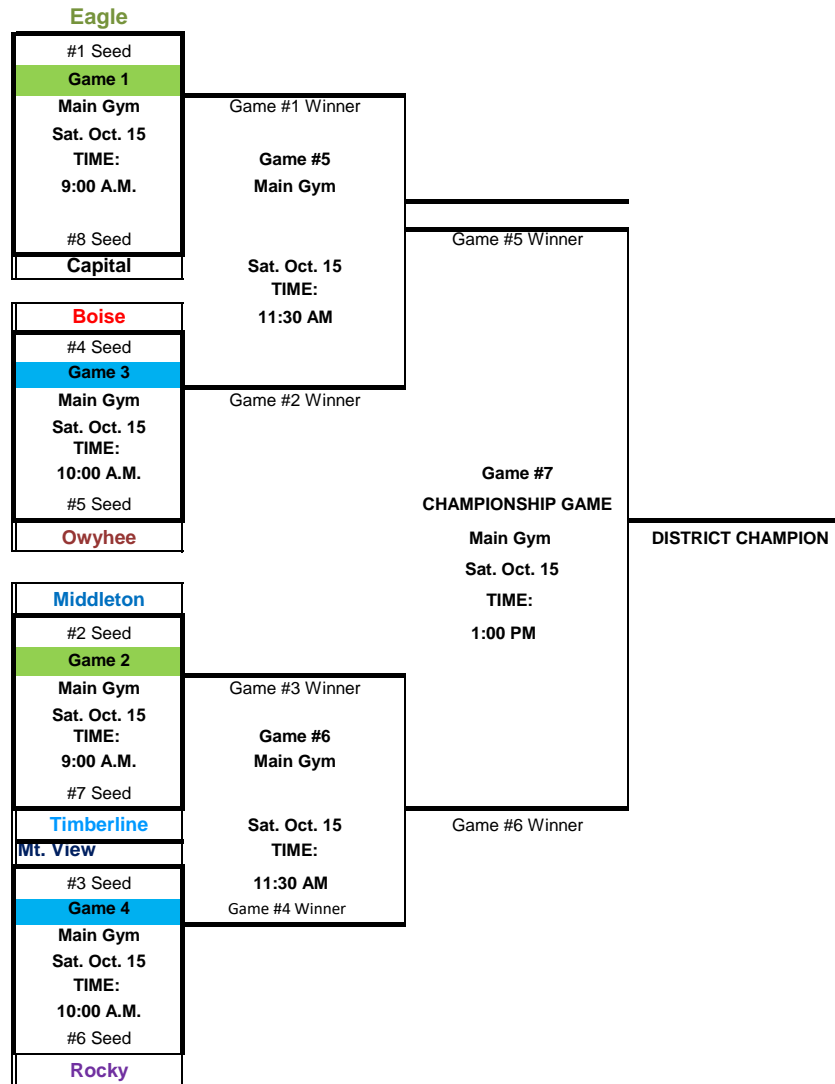 Eagle
#1 Seed
Game 1
Main Gym
Sat. Oct. 15
TIME:
9:00 A.M.
#8 Seed
Capital
Boise
#4 Seed
Game 3
Main Gym
Sat. Oct. 15
TIME:
10:00 A.M.
#5 Seed
Owyhee
Middleton
#2 Seed
Game 2
Main Gym
Sat. Oct. 15
TIME:
9:00 A.M.
#7 Seed
Timberline
Mt. View
#3 Seed
Game 4
Main Gym
Sat. Oct. 15
TIME:
10:00 A.M.
#6 Seed
Rocky
Game #1 Winner
Game #5
Main Gym
Sat. Oct. 15
TIME:
11:30 AM
Game #2 Winner
Game #3 Winner
Game #6
Main Gym
Sat. Oct. 15
TIME:
11:30 AM
Game #4 Winner
Game #5 Winner
Game #7
CHAMPIONSHIP GAME
Main Gym
Sat. Oct. 15
TIME:
1:00 PM
Game #6 Winner
DISTRICT CHAMPION